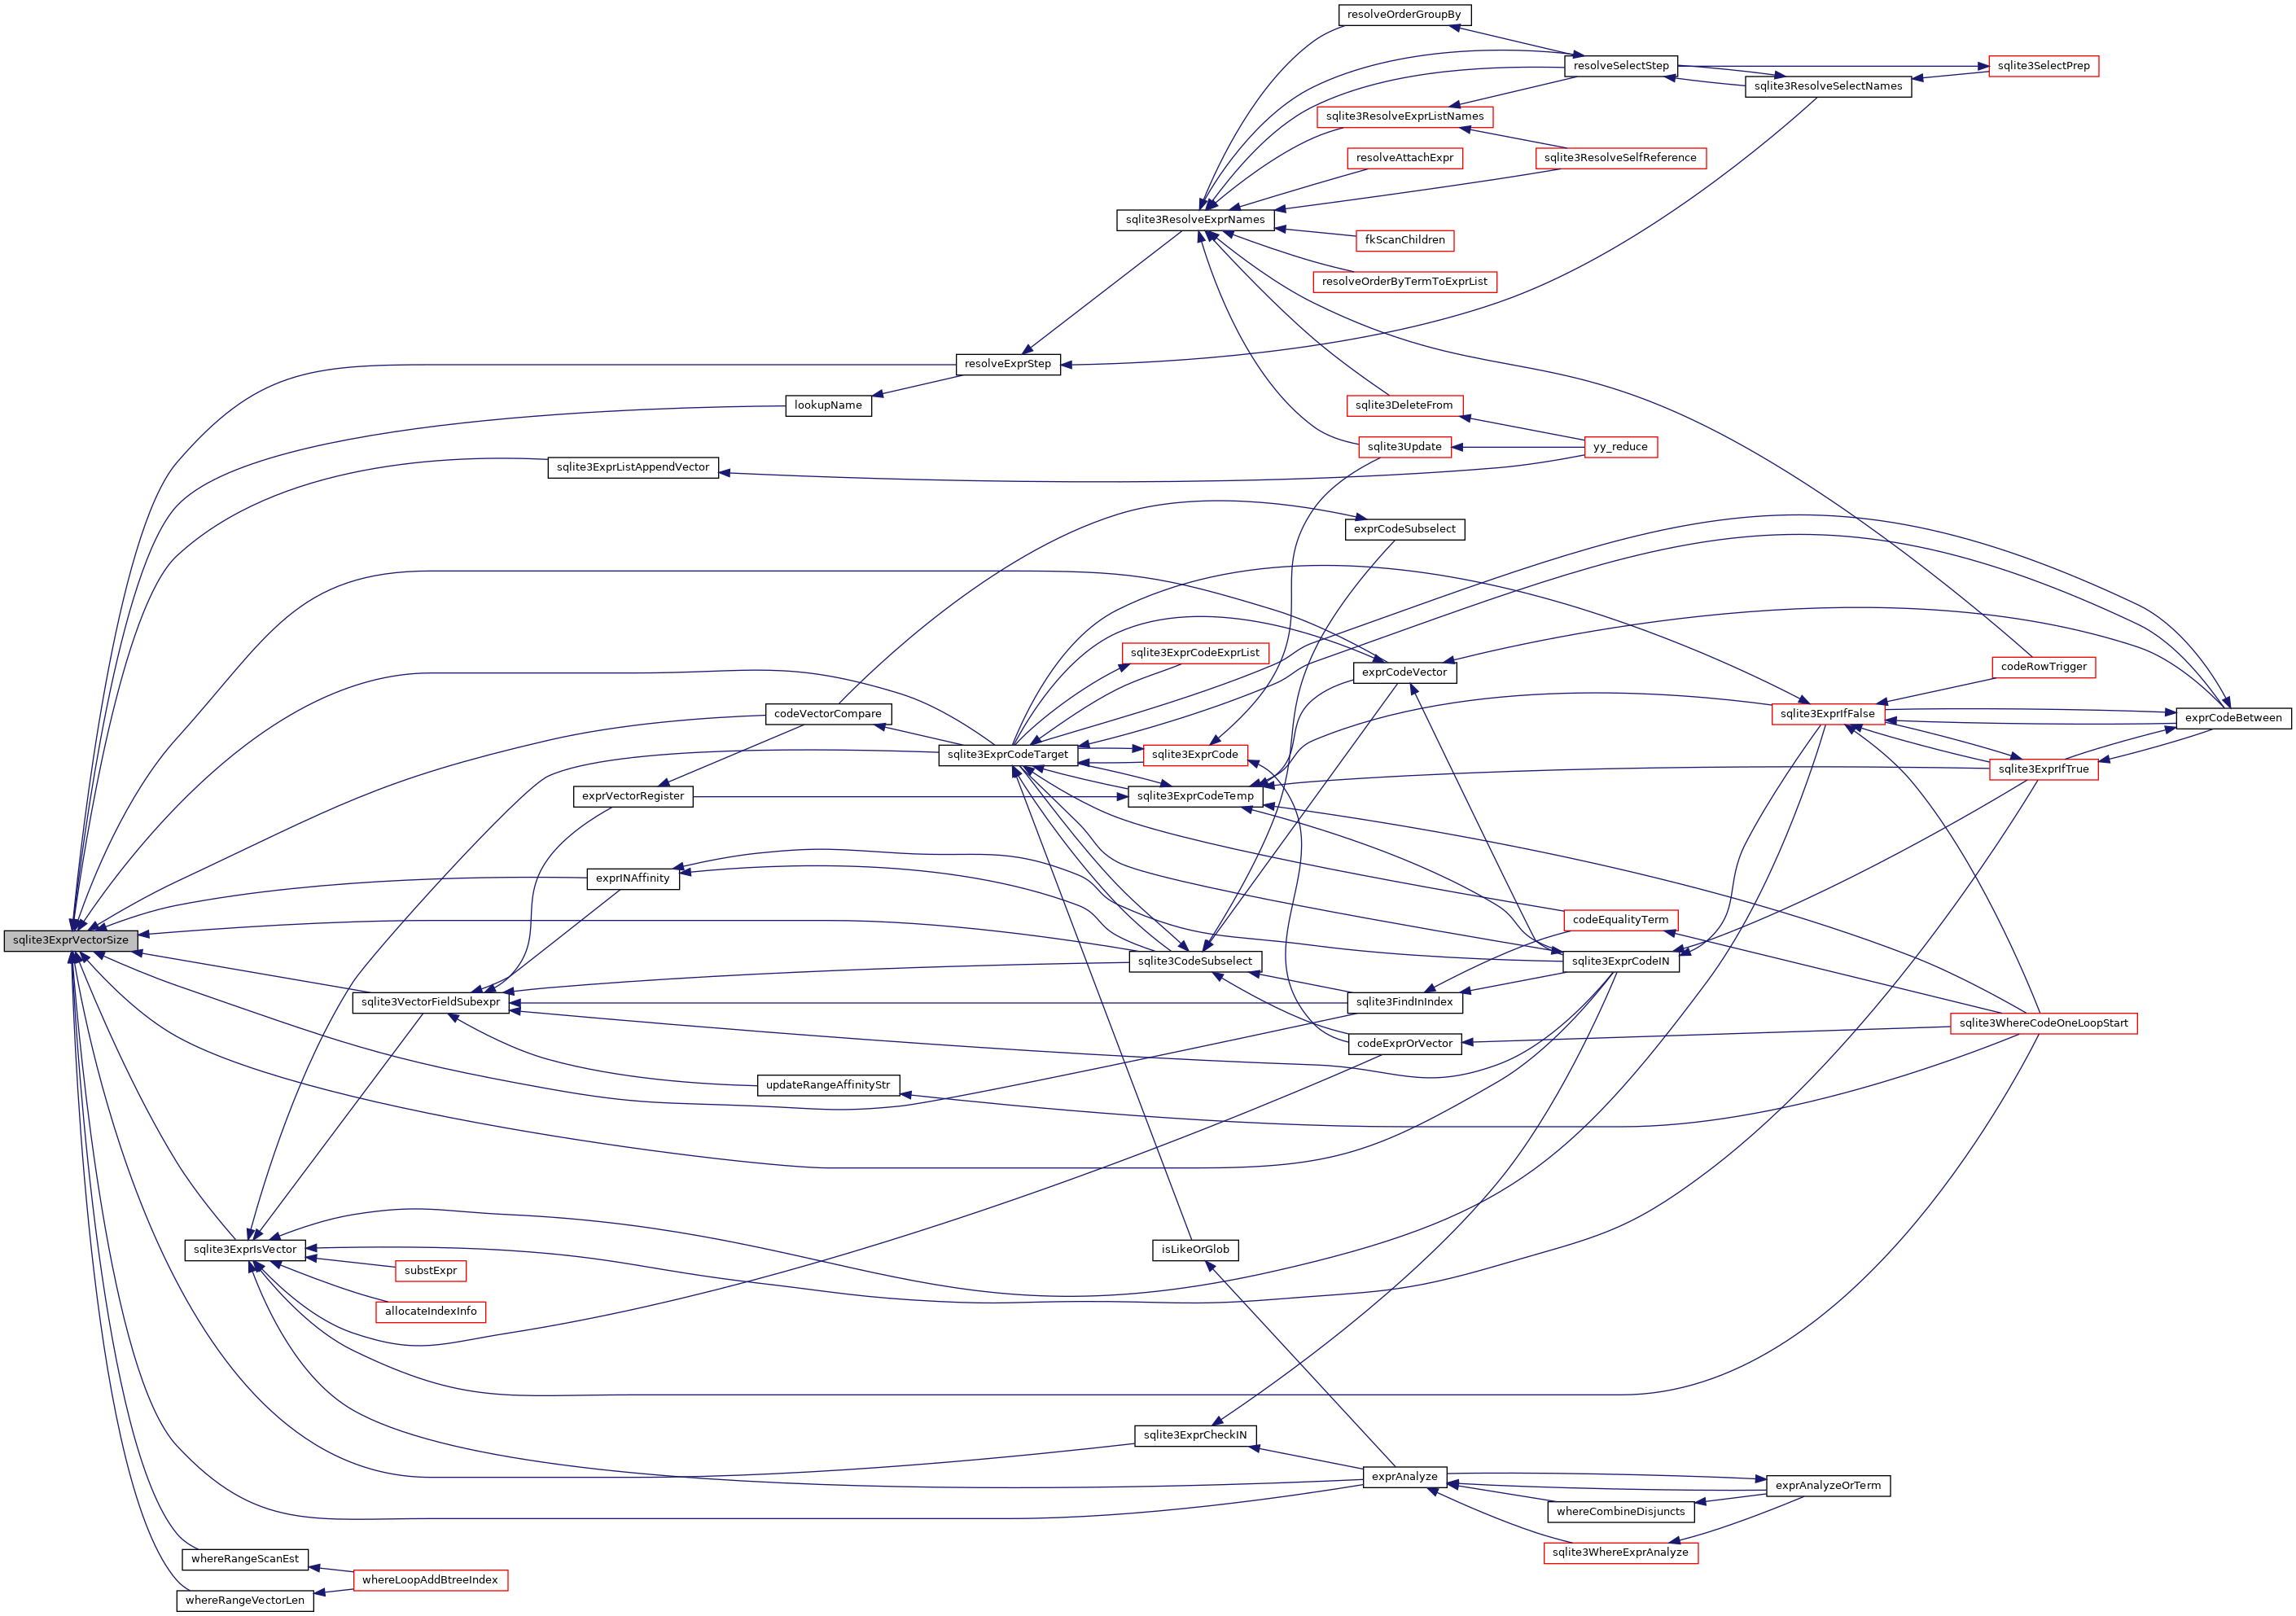 resolveOrderGroupBy
resolveSelectStep
sqlite3SelectPrep
sqlite3ResolveSelectNames
sqlite3ResolveExprListNames
resolveAttachExpr
sqlite3ResolveSelfReference
sqlite3ResolveExprNames
fkScanChildren
resolveOrderByTermToExprList
resolveExprStep
lookupName
sqlite3DeleteFrom
sqlite3Update
yy_reduce
sqlite3ExprListAppendVector
exprCodeSubselect
sqlite3ExprCodeExprList
exprCodeVector
codeRowTrigger
codeVectorCompare
sqlite3ExprIfFalse
exprCodeBetween
sqlite3ExprCodeTarget
sqlite3ExprCode
sqlite3ExprIfTrue
exprVectorRegister
sqlite3ExprCodeTemp
exprINAffinity
codeEqualityTerm
sqlite3ExprVectorSize
sqlite3CodeSubselect
sqlite3ExprCodeIN
sqlite3VectorFieldSubexpr
sqlite3FindInIndex
sqlite3WhereCodeOneLoopStart
codeExprOrVector
updateRangeAffinityStr
sqlite3ExprIsVector
isLikeOrGlob
substExpr
allocateIndexInfo
sqlite3ExprCheckIN
exprAnalyze
exprAnalyzeOrTerm
whereCombineDisjuncts
sqlite3WhereExprAnalyze
whereRangeScanEst
whereLoopAddBtreeIndex
whereRangeVectorLen